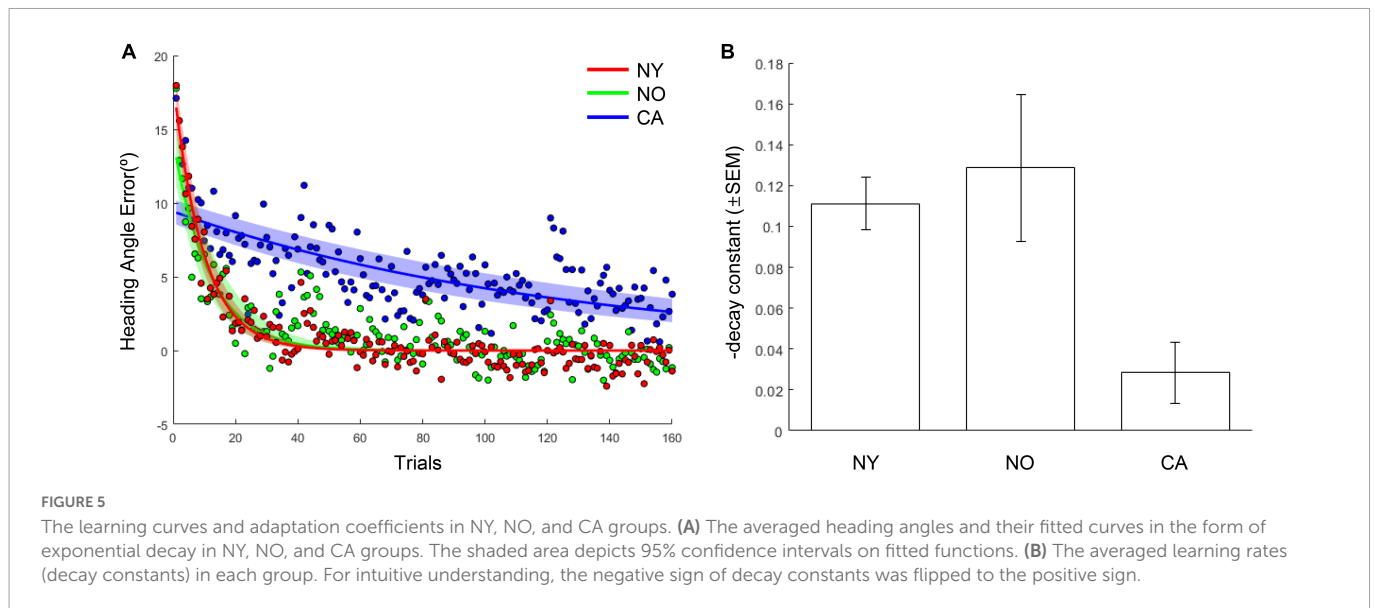 A
20
15
10
5
0
-5
Heading Angle Error(º)
NY
NO
CA
0 20 40 60 80 100 120 140 160
Trials
B
0.18
0.16
0.14
0.12
0.1
0.08
0.06
0.04
0.02
0
-decay constant (±SEM)
NY NO CA
FIGURE 5
The learning curves and adaptation coefficients in NY, NO, and CA groups. (A) The averaged heading angles and their fitted curves in the form of
exponential decay in NY, NO, and CA groups. The shaded area depicts 95% confidence intervals on fitted functions. (B) The averaged learning rates
(decay constants) in each group. For intuitive understanding, the negative sign of decay constants was flipped to the positive sign.